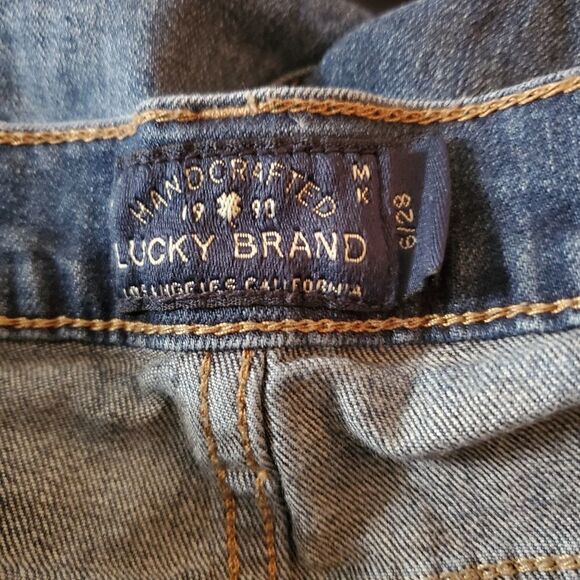 HANDCRAFTED
19 90
LUCKY BRAND
LOS ANGELES CALIFORNIA
MK
6/28